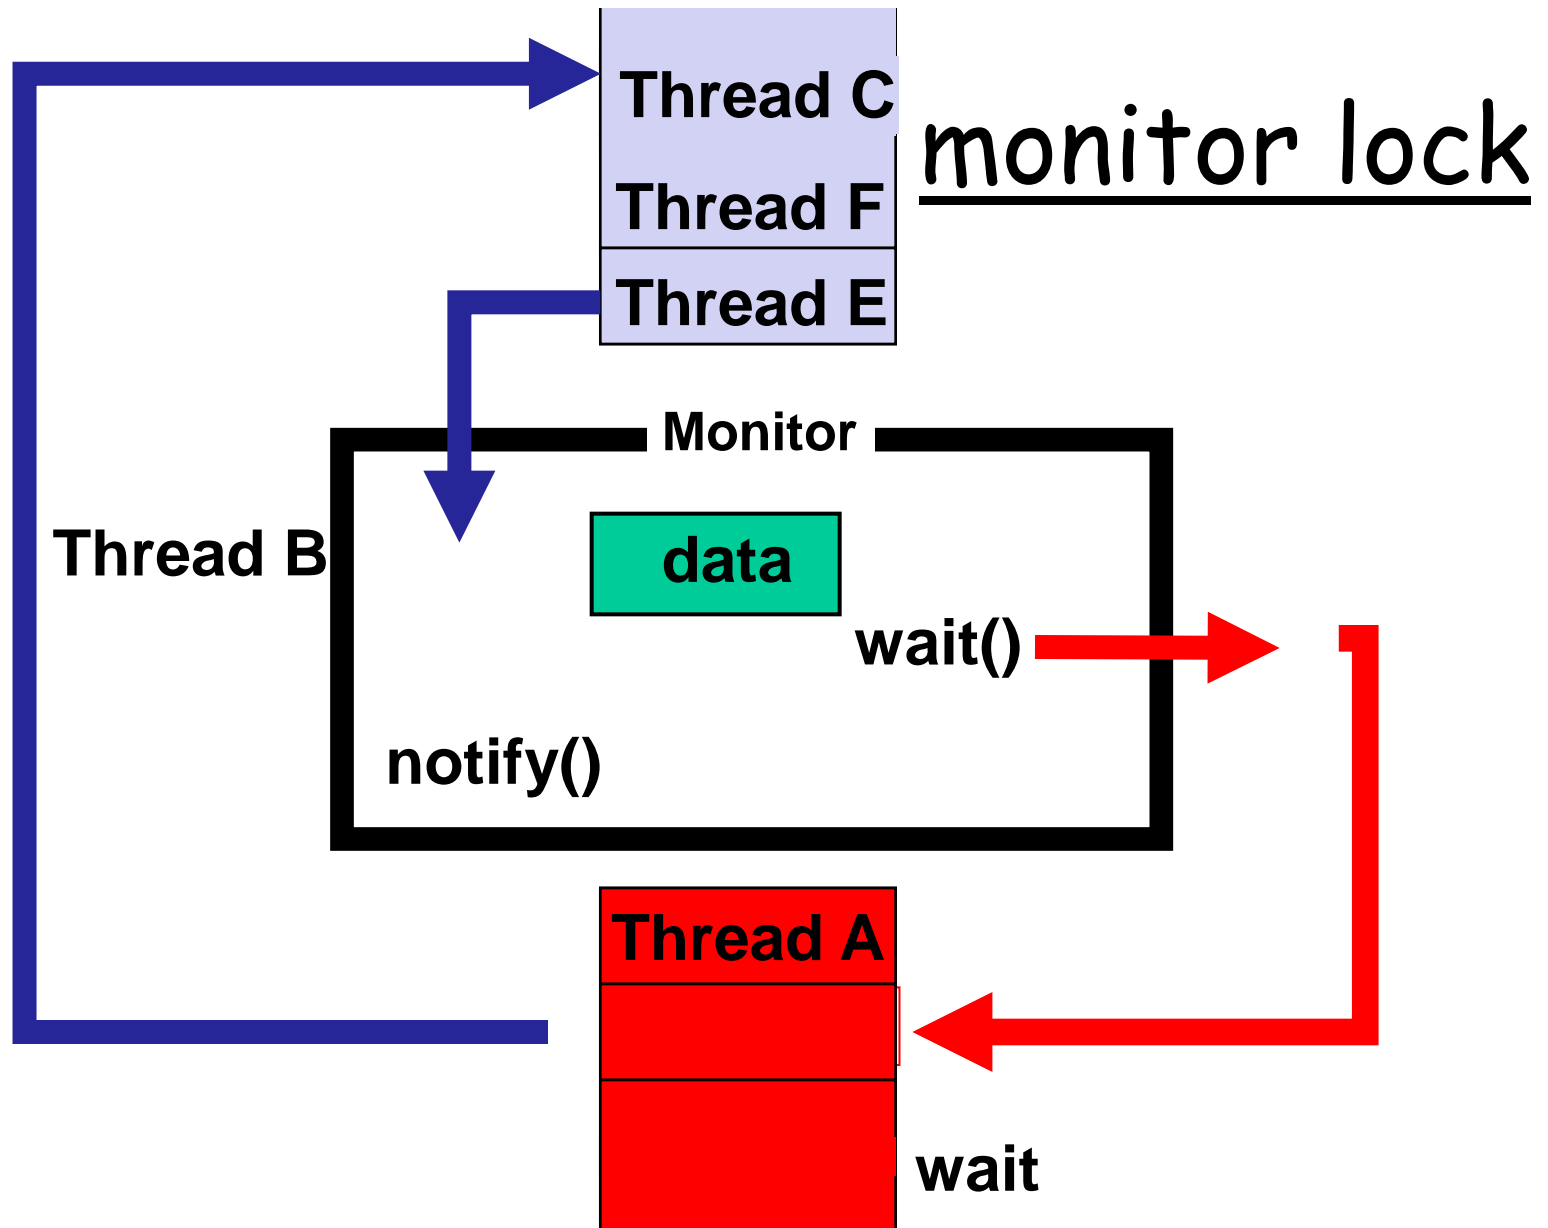 Thread C
monitor lock
Thread F
Thread E
Monitor
Thread B
data
wait()
notify()
Thread A
wait